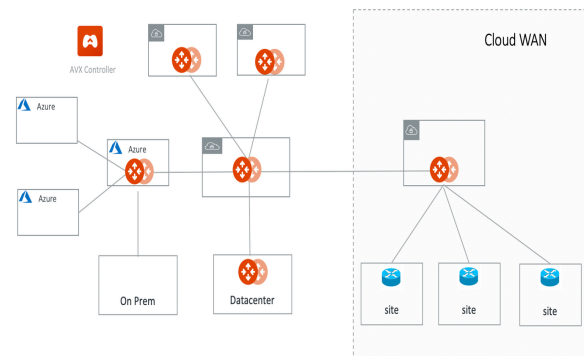 Cloud WAN
AVX Controller
Azure
Azure
Azure
On Prem
Datacenter
site
site
site